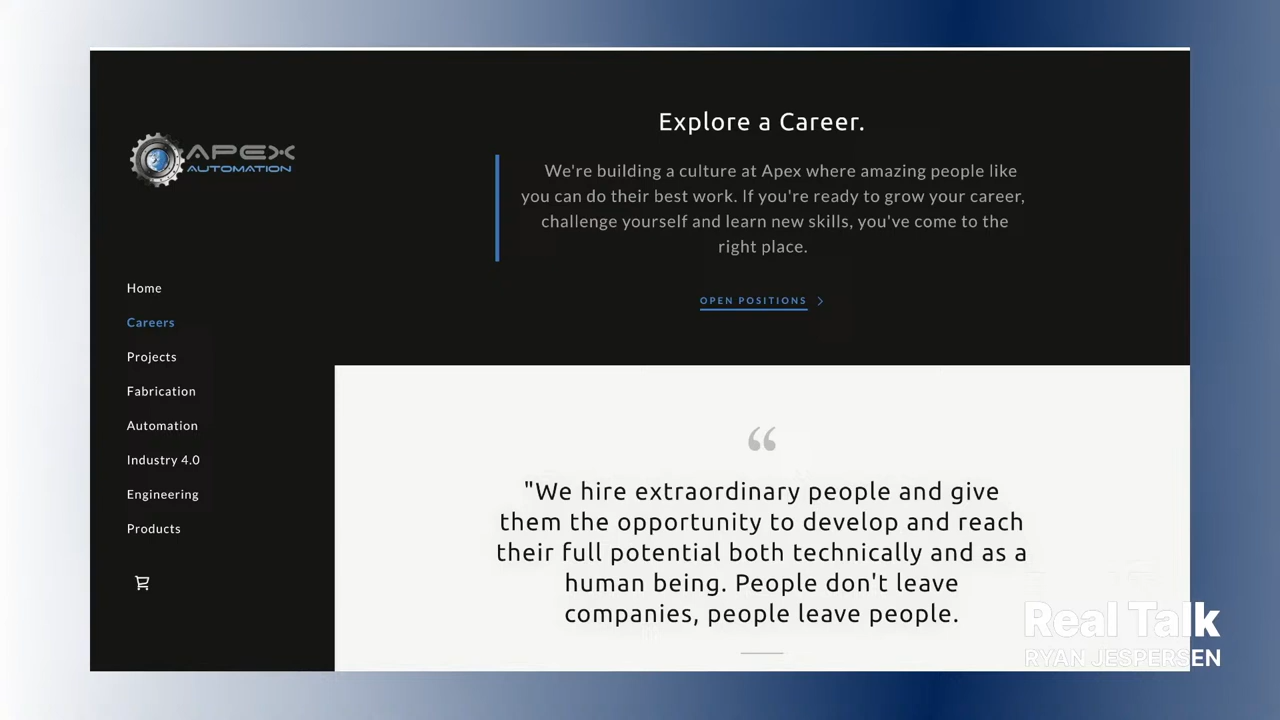 APEX
AUTOMATION
Home
Careers
Projects
Fabrication
Automation
Industry 4.0
Engineering
Products
Explore a Career.
We're building a culture at Apex where amazing people like
you can do their best work. If you're ready to grow your career,
challenge yourself and learn new skills, you've come to the
right place.
OPEN POSITIONS
“
"We hire extraordinary people and give
them the opportunity to develop and reach
their full potential both technically and as a
human being. People don't leave
companies, people leave people.
Real Talk
RYAN JESPERSEN